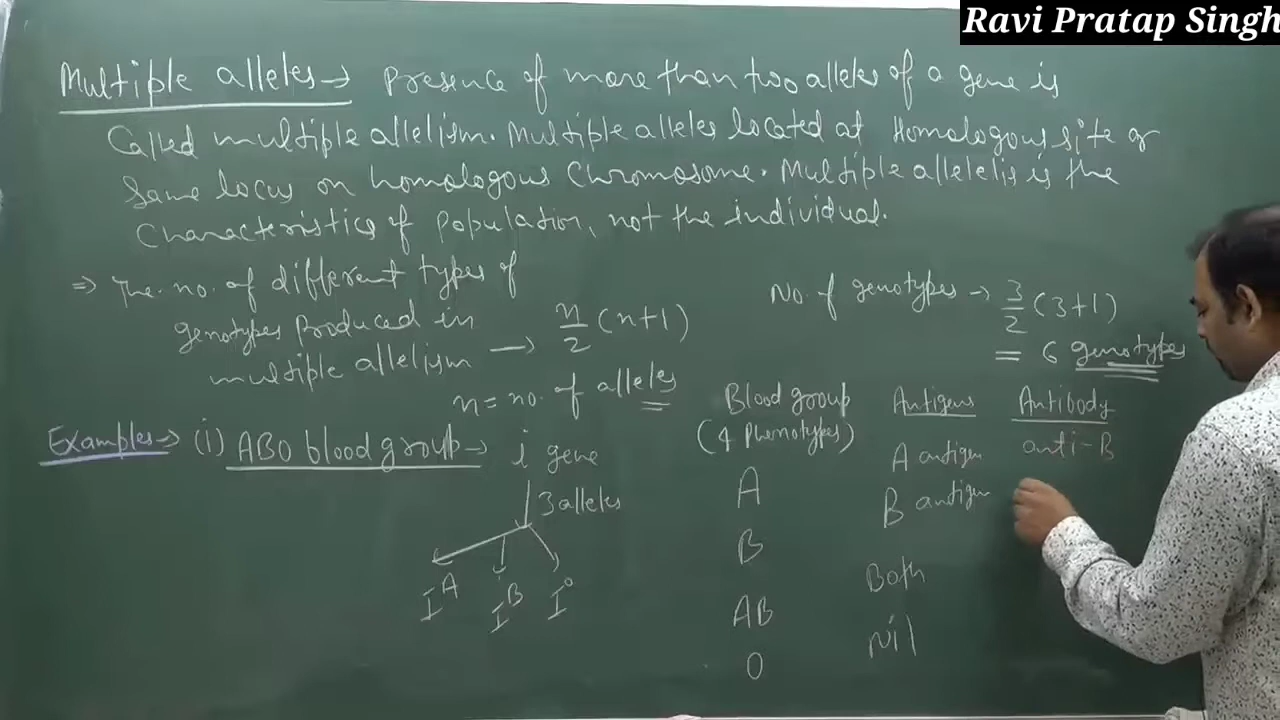 Ravi Pratap Singh
Multiple alleles → Presence of more than two alleles of a gene is
Called multiple allelism. Multiple alleles located at Homologous site or
Same locus on homologous Chromosome. Multiple allelelis is the
Characteristics of population, not the individual.
⇒ The no. of different types of
genotypes produced in
multiple allelism → n/2 (n+1)
n = no. of alleles
No. of genotypes → 3/2 (3+1)
= 6 genotypes
Examples → (i) ABO blood group → i gene
3 alleles
I^A I^B I^o
Blood group Antigens Antibody
(4 Phenotypes) A antigen anti-B
A B antigen
B Both
AB Nil
O